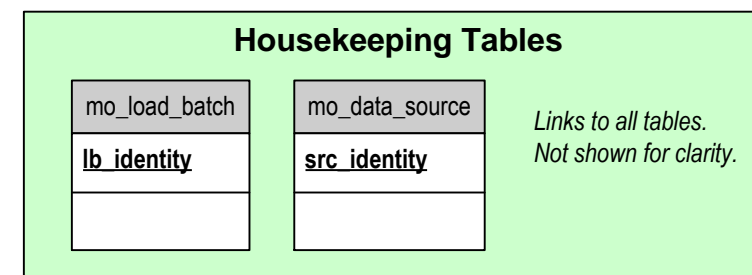 Housekeeping Tables
mo_load_batch
lb_identity
mo_data_source
src_identity
Links to all tables.
Not shown for clarity.